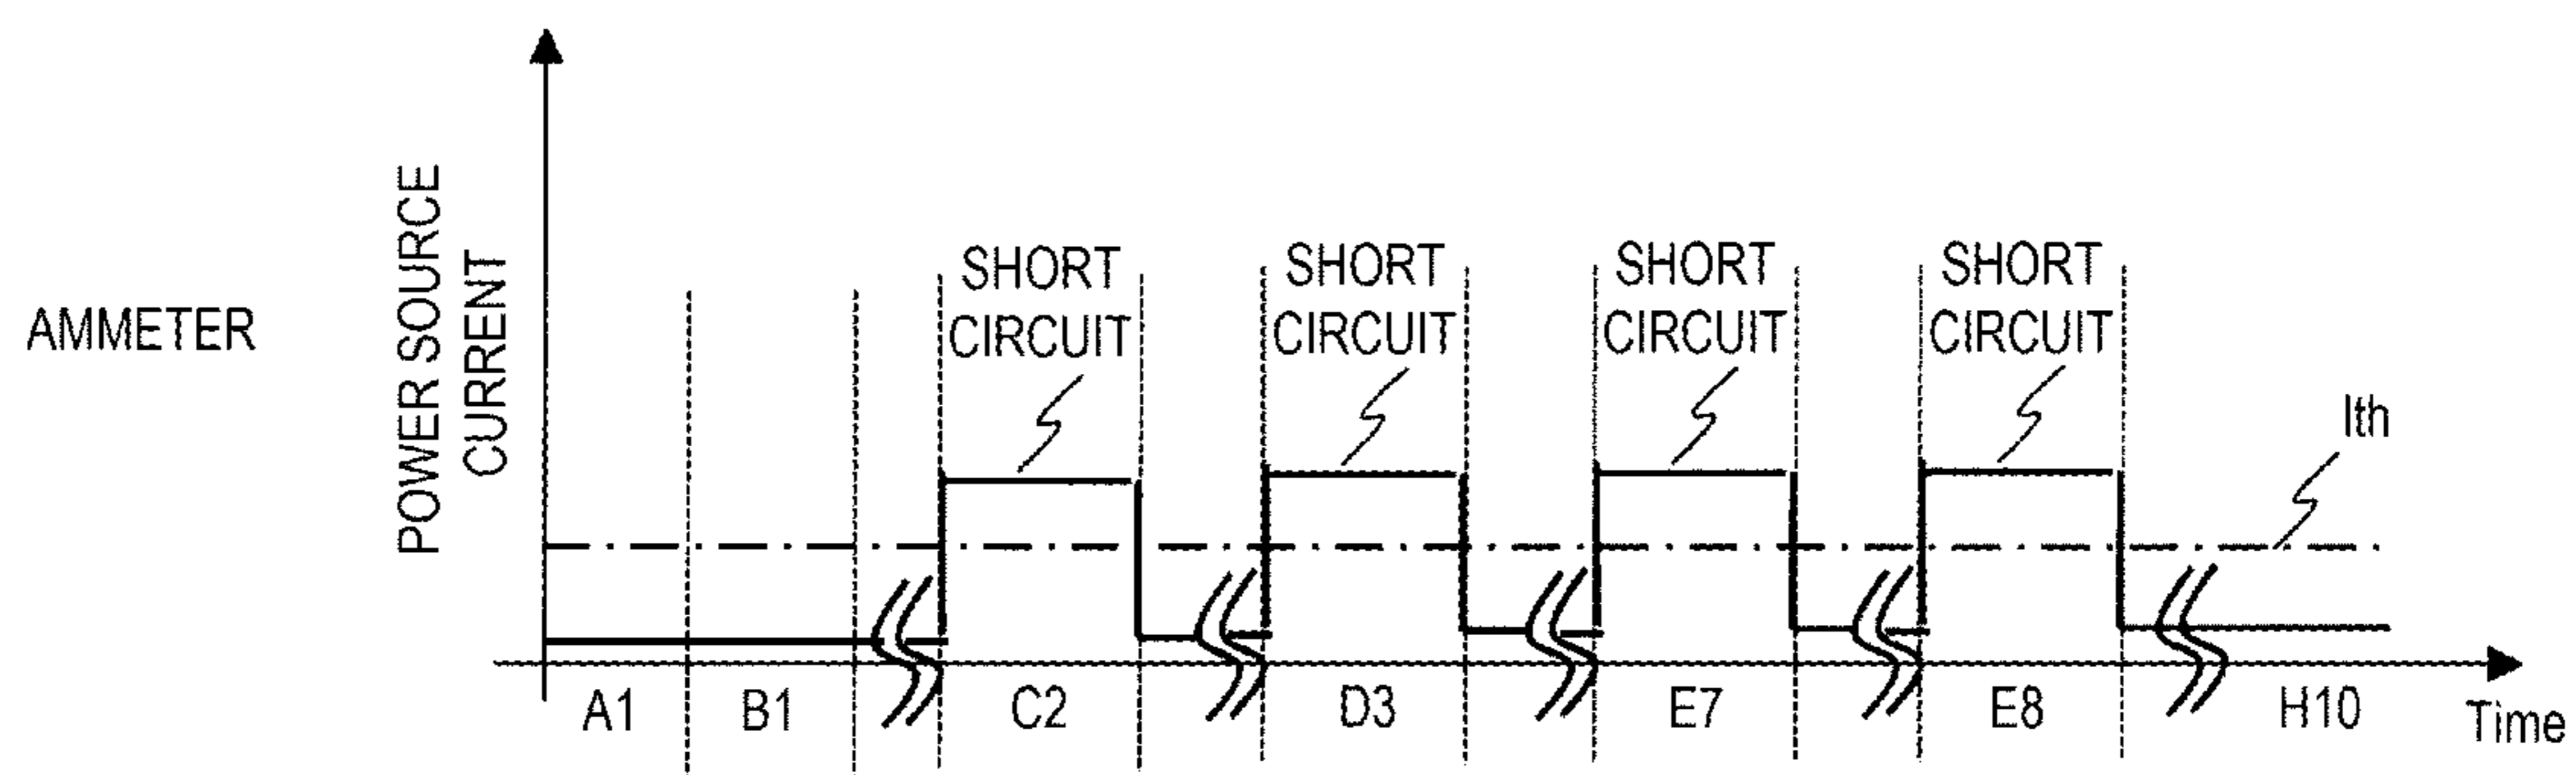 AMMETER
POWER SOURCE
CURRENT
SHORT
CIRCUIT
SHORT
CIRCUIT
SHORT
CIRCUIT
SHORT
CIRCUIT
Ith
A1
B1
C2
D3
E7
E8
H10
Time